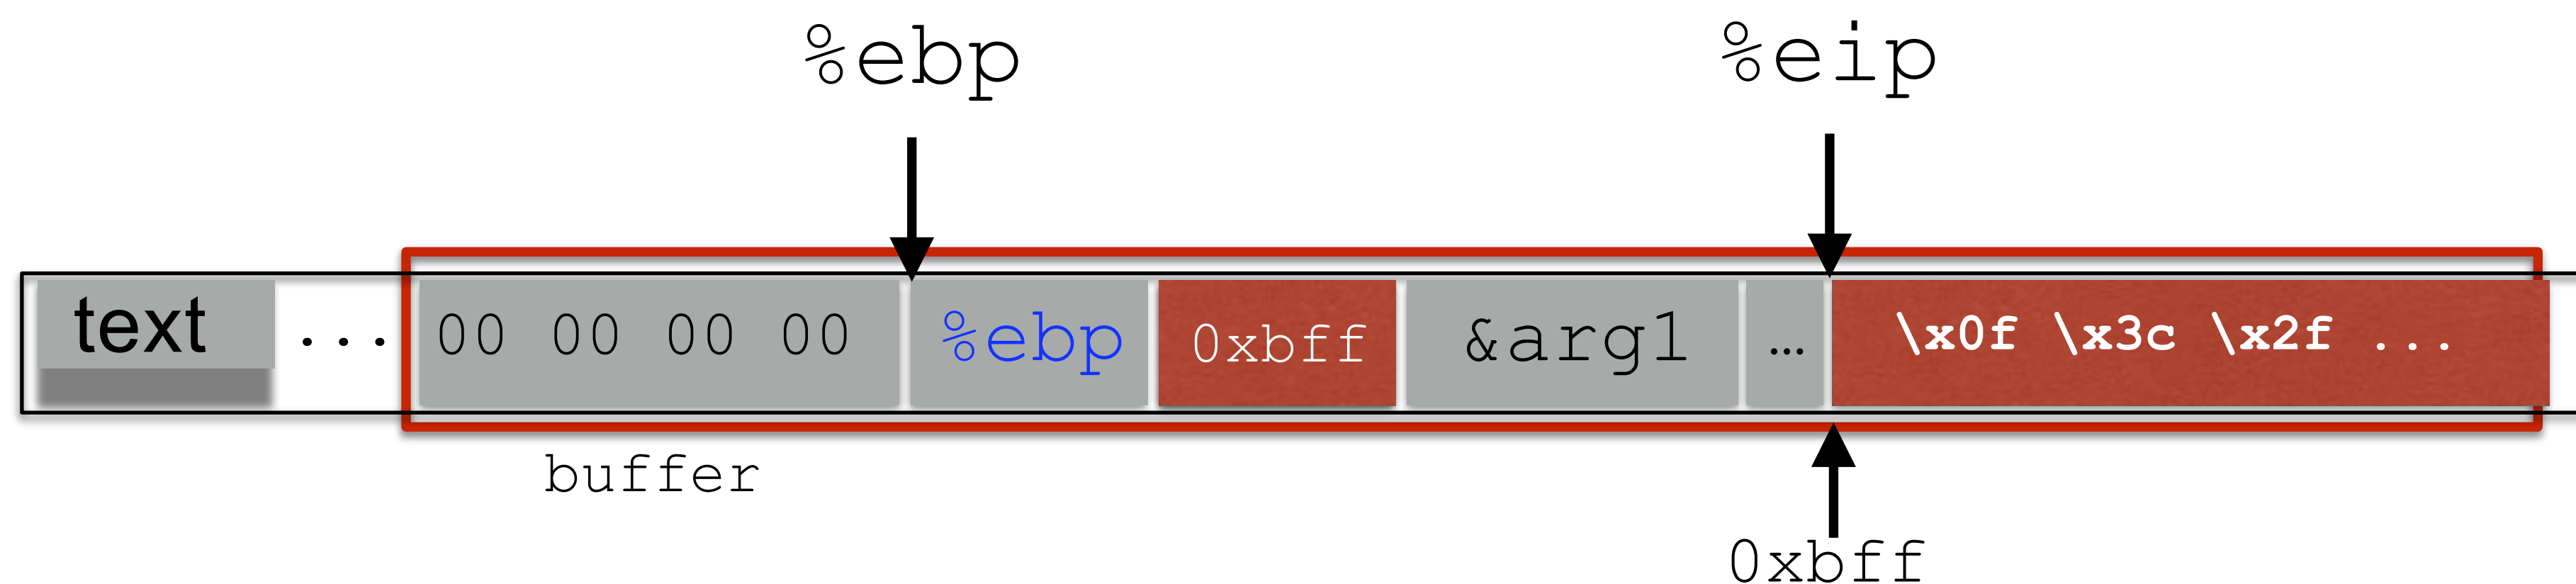 %ebp %eip
text ... 00 00 00 00 %ebp 0xbff &arg1 ... \x0f \x3c \x2f ...
buffer
0xbff